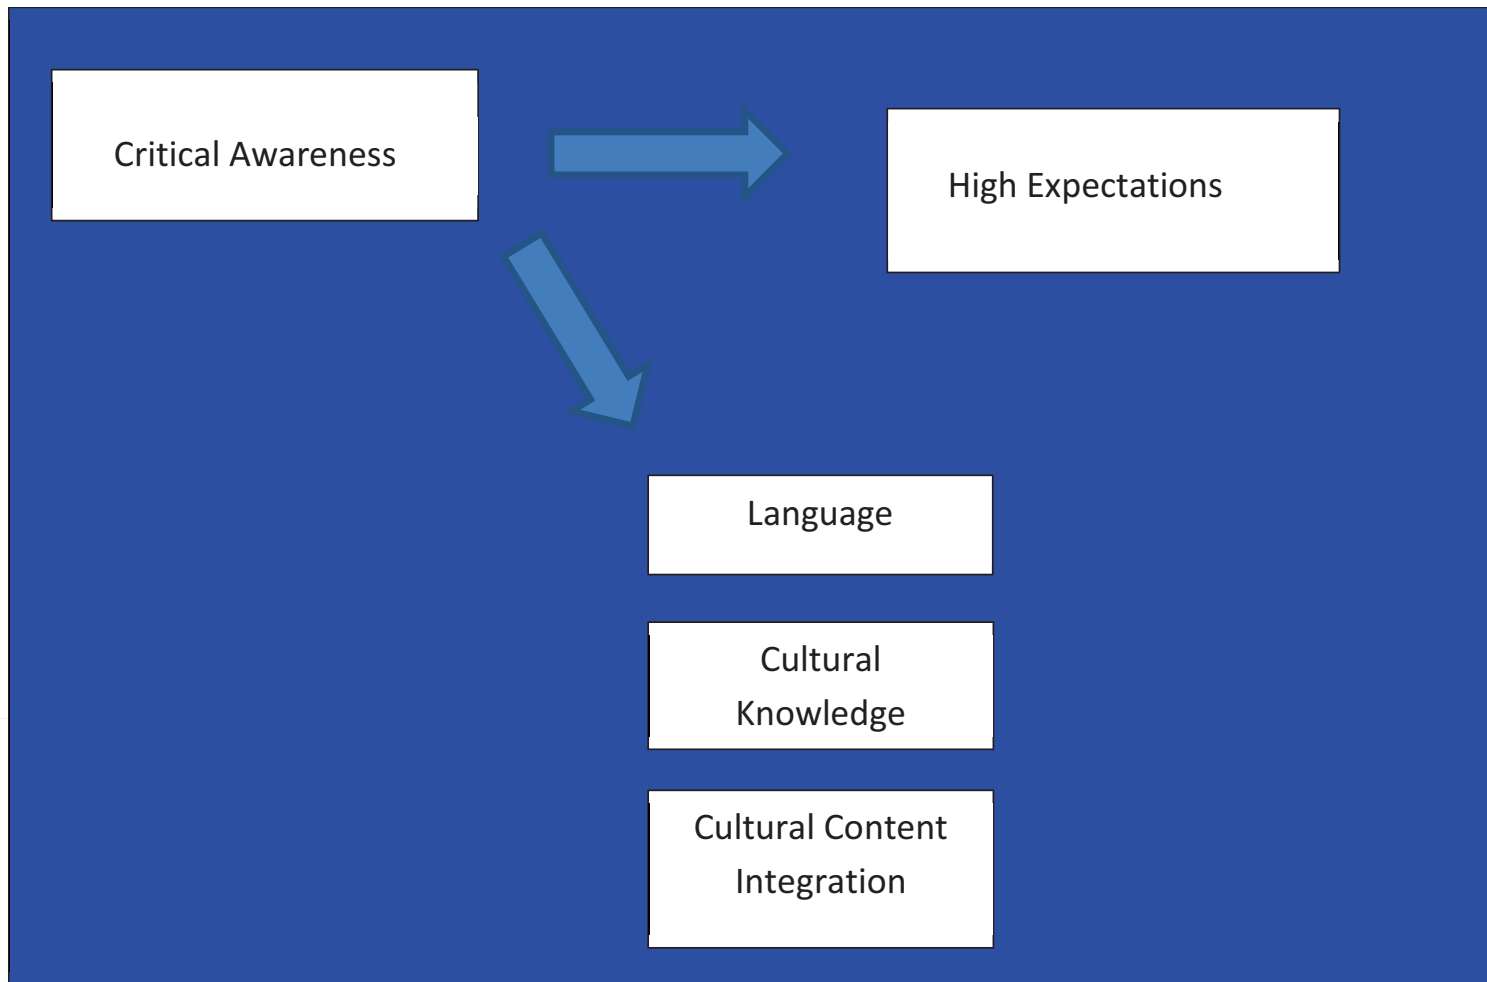 Critical Awareness
High Expectations
Language
Cultural
Knowledge
Cultural Content
Integration